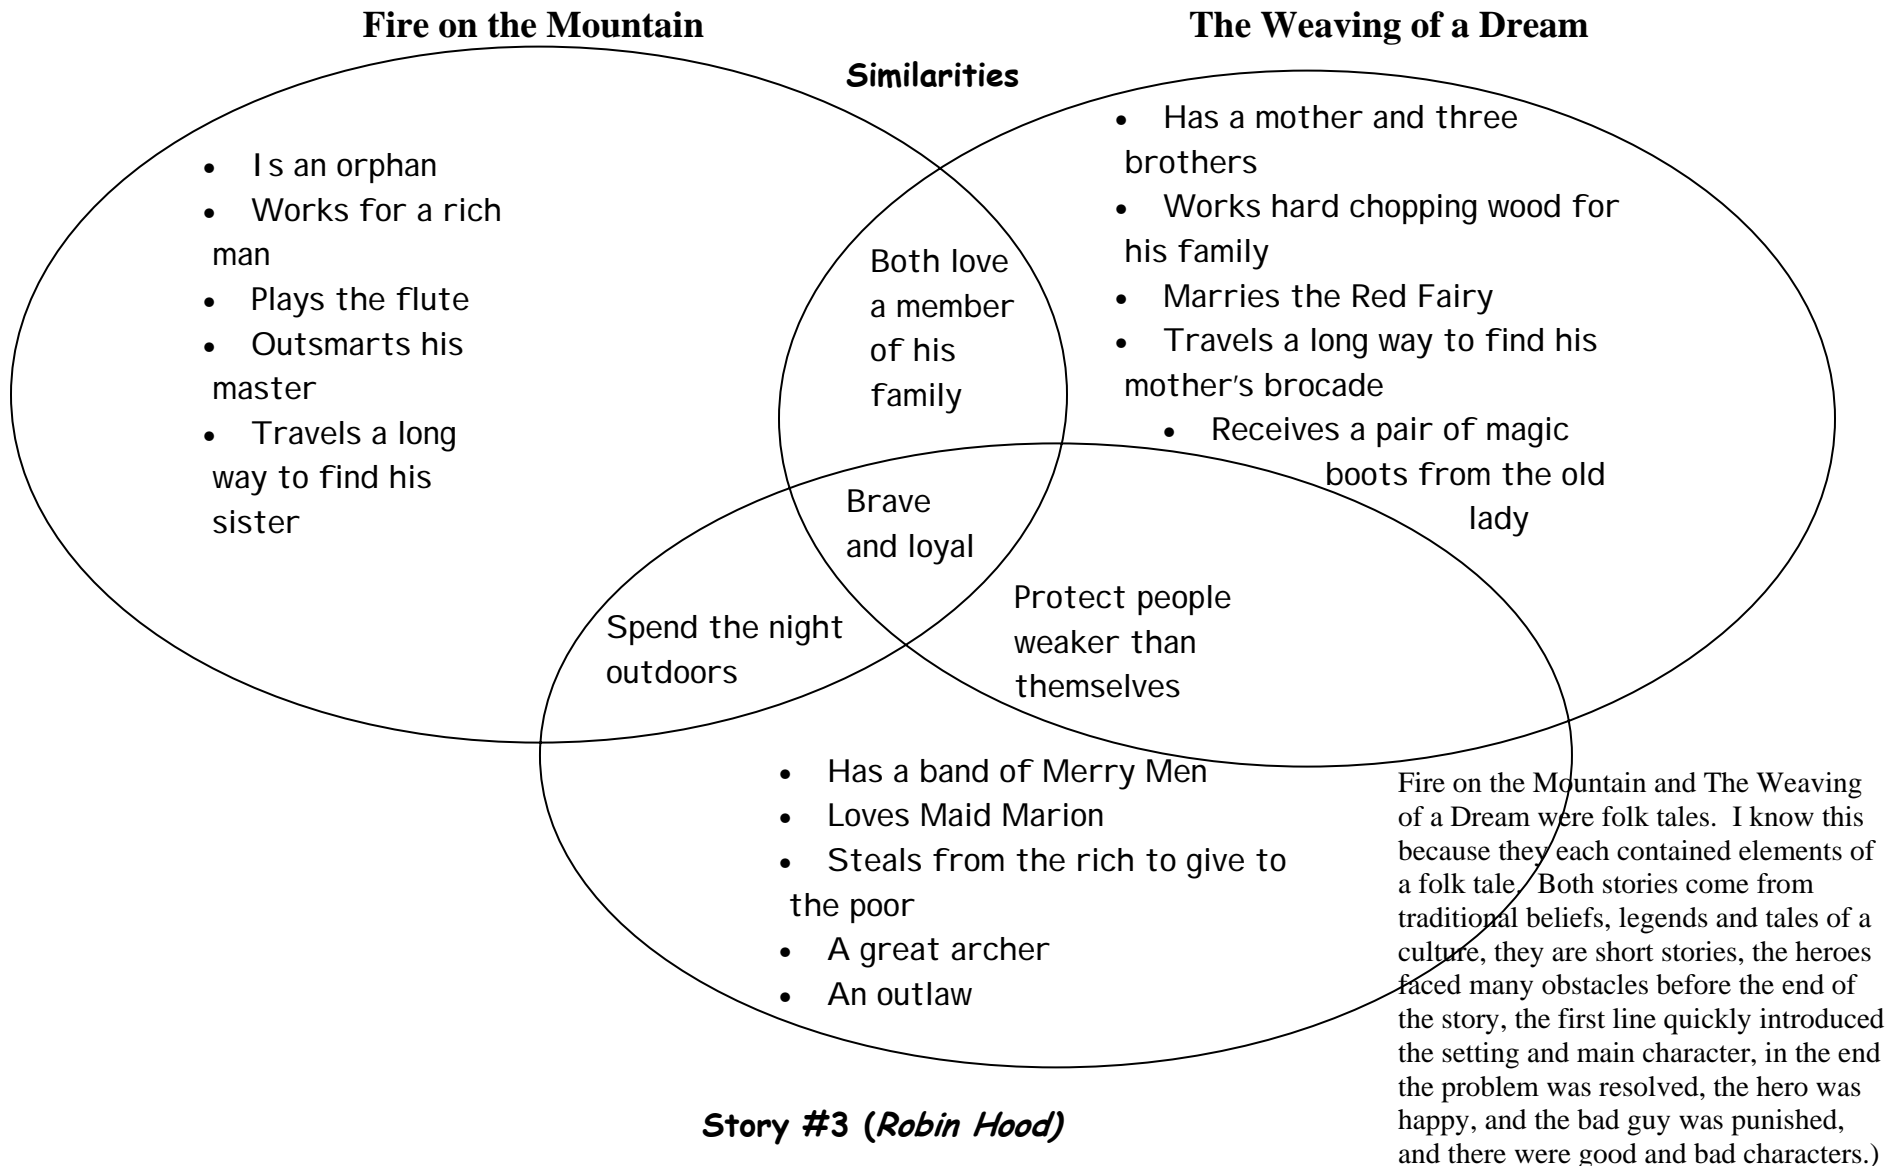 Fire on the Mountain
The Weaving of a Dream
Similarities
• Is an orphan
• Works for a rich
man
• Plays the flute
• Outsmarts his
master
• Travels a long
way to find his
sister
Both love
a member
of his
family
• Has a mother and three
brothers
• Works hard chopping wood for
his family
• Marries the Red Fairy
• Travels a long way to find his
mother's brocade
• Receives a pair of magic
boots from the old
lady
Brave
and loyal
Spend the night
outdoors
Protect people
weaker than
themselves
• Has a band of Merry Men
• Loves Maid Marion
• Steals from the rich to give to
the poor
• A great archer
• An outlaw
Story #3 (Robin Hood)
Fire on the Mountain and The Weaving
of a Dream were folk tales. I know this
because they each contained elements of
a folk tale. Both stories come from
traditional beliefs, legends and tales of a
culture, they are short stories, the heroes
faced many obstacles before the end of
the story, the first line quickly introduced
the setting and main character, in the end
the problem was resolved, the hero was
happy, and the bad guy was punished,
and there were good and bad characters.)